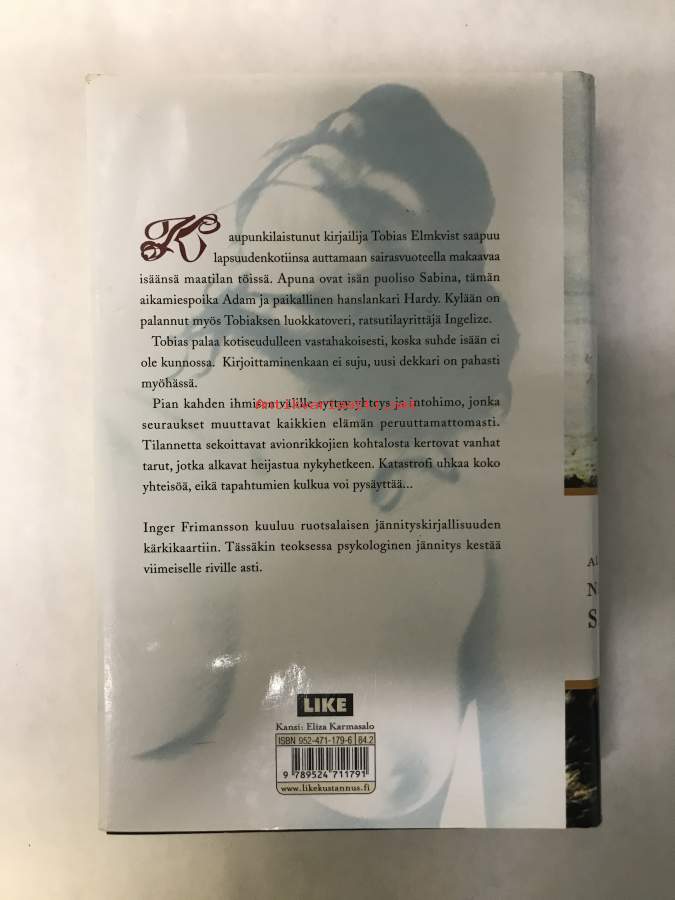 Kaupunkilaistunut kirjailija Tobias Elmkvist saapuu
lapsuudenkotiinsa auttamaan sairasvuoteella makaavaa
isäänsä maatilan töissä. Apuna ovat isän puoliso Sabina, tämän
aikamiespoika Adam ja paikallinen hanslankari Hardy. Kylään on
palannut myös Tobiaksen luokkatoveri, ratsutilayrittäjä Ingelize.
Tobias palaa kotiseudulleen vastahakoisesti, koska suhde isään ei
ole kunnossa. Kirjoittaminenkaan ei suju, uusi dekkari on pahasti
myöhässä.
Pian kahden ihmisen välille syttyy yhteys ja intohimo, jonka
seuraukset muuttavat kaikkien elämän peruuttamattomasti.
Tilannetta sekoittavat avionrikkojien kohtalosta kertovat vanhat
tarut, jotka alkavat heijastua nykyhetkeen. Katastrofi uhkaa koko
yhteisöä, eikä tapahtumien kulkua voi pysäyttää...
Inger Frimansson kuuluu ruotsalaisen jännityskirjallisuuden
kärkikaartiin. Tässäkin teoksessa psykologinen jännitys kestää
viimeiselle riville asti.
LIKE
Kansi: Eliza Karmasalo
ISBN 952-471-179-6 84.2
9 789524 711791
www.likekustannus.fi
N
S